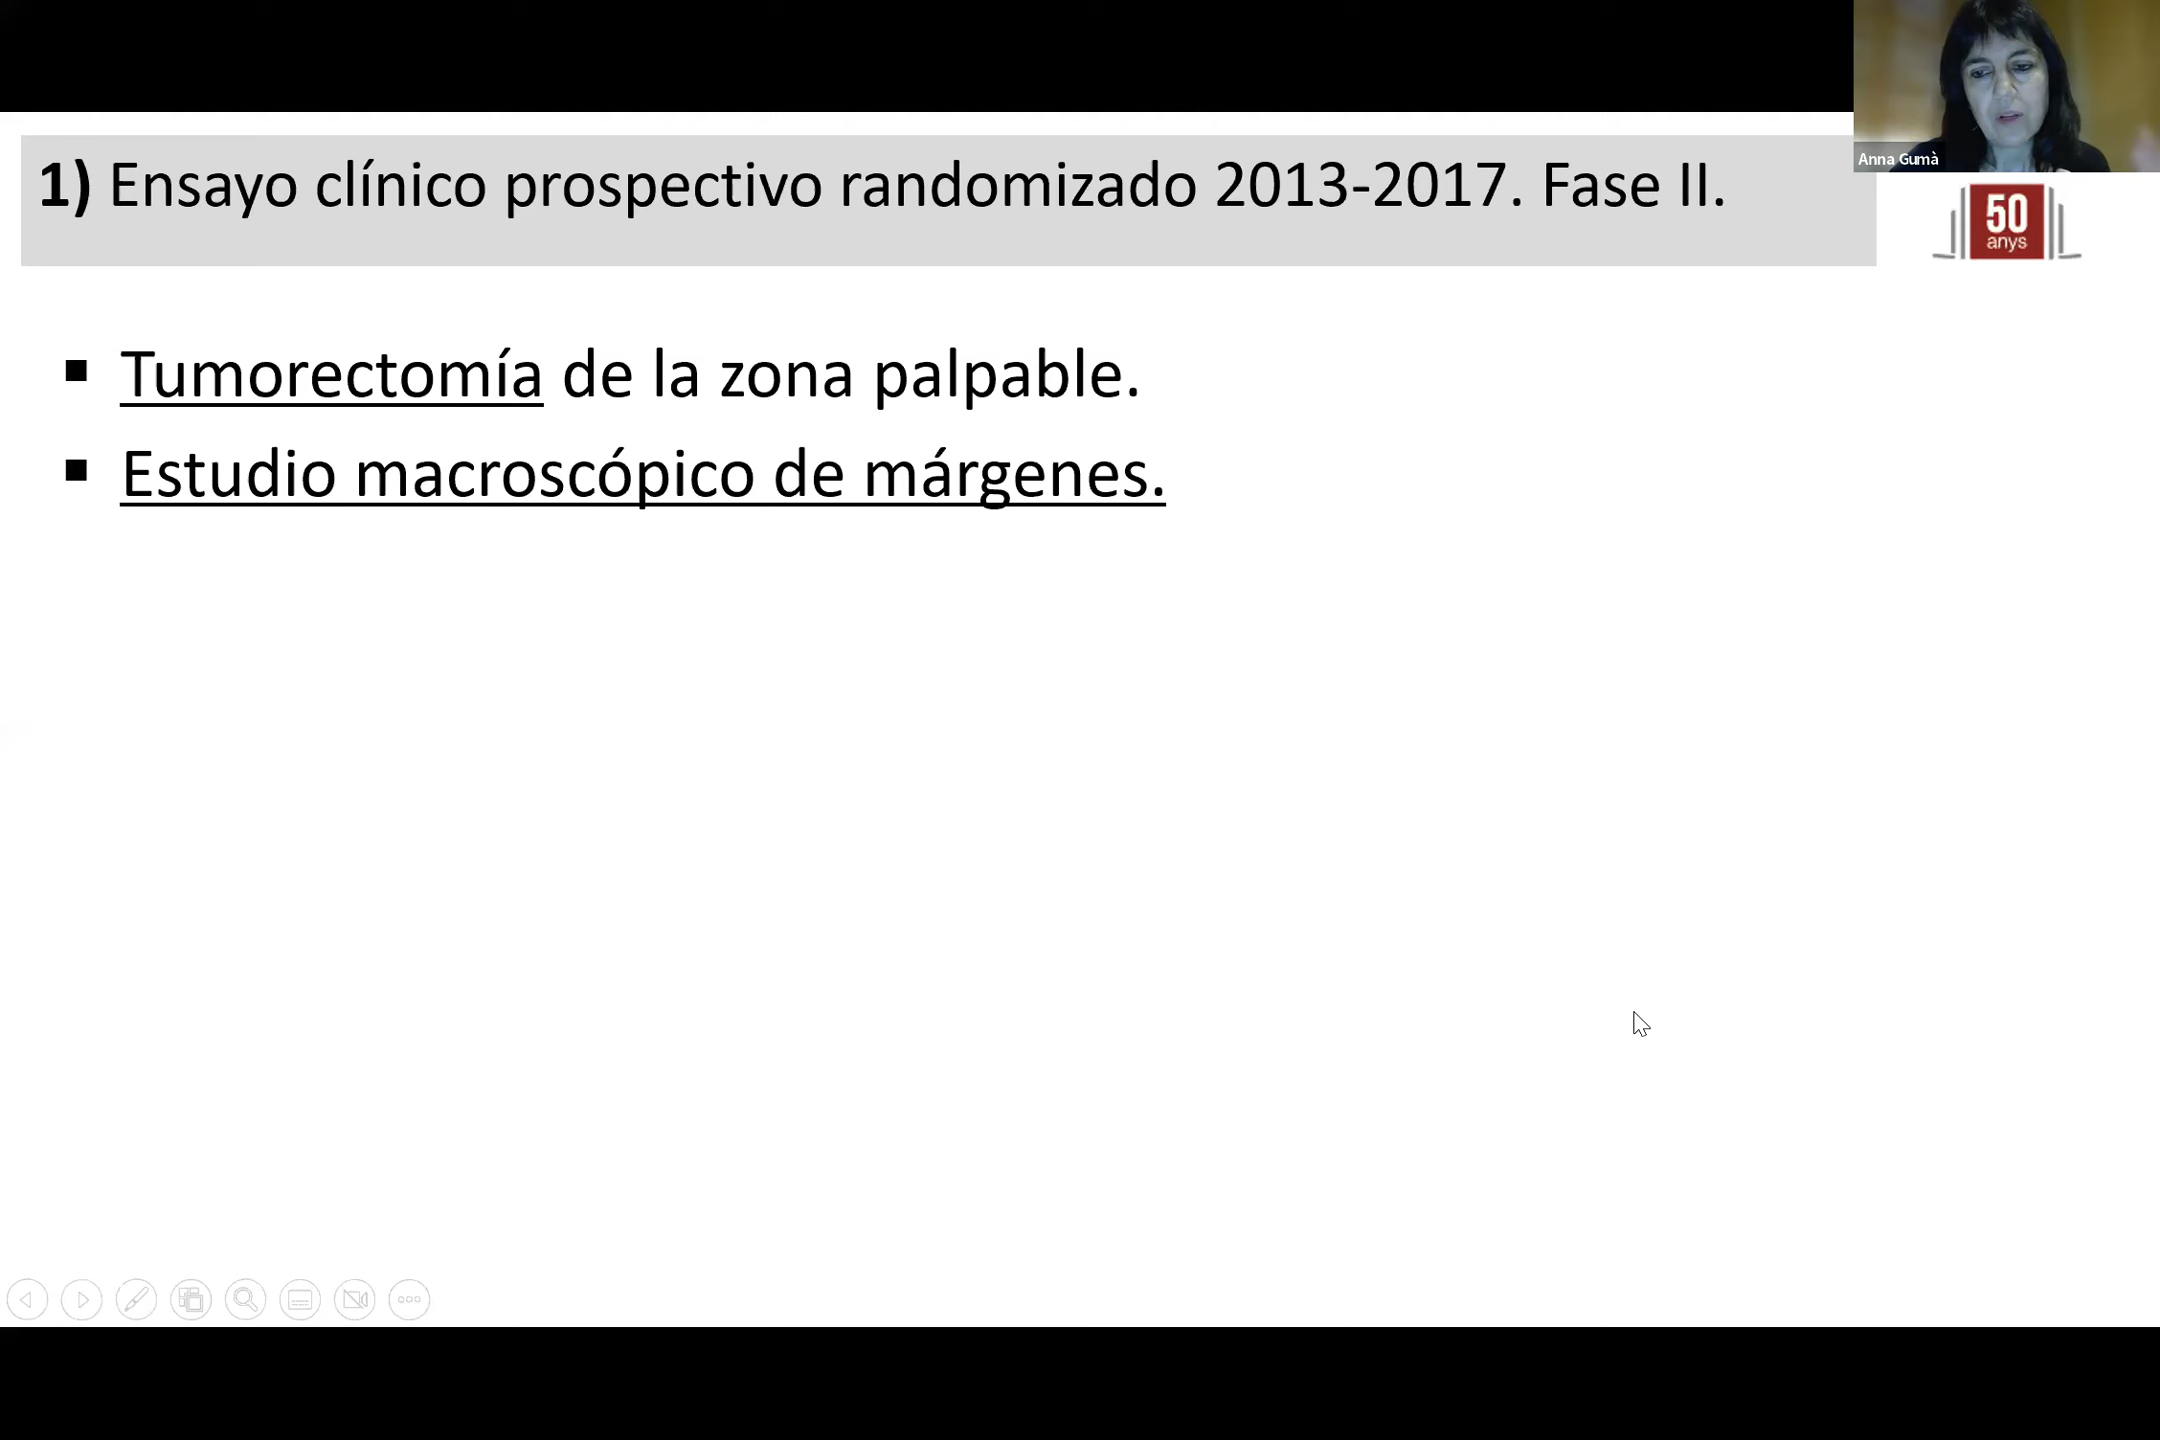 Anna Gumà
1) Ensayo clínico prospectivo randomizado 2013-2017. Fase II.
50
anys
▪ Tumorectomía de la zona palpable.
▪ Estudio macroscópico de márgenes.